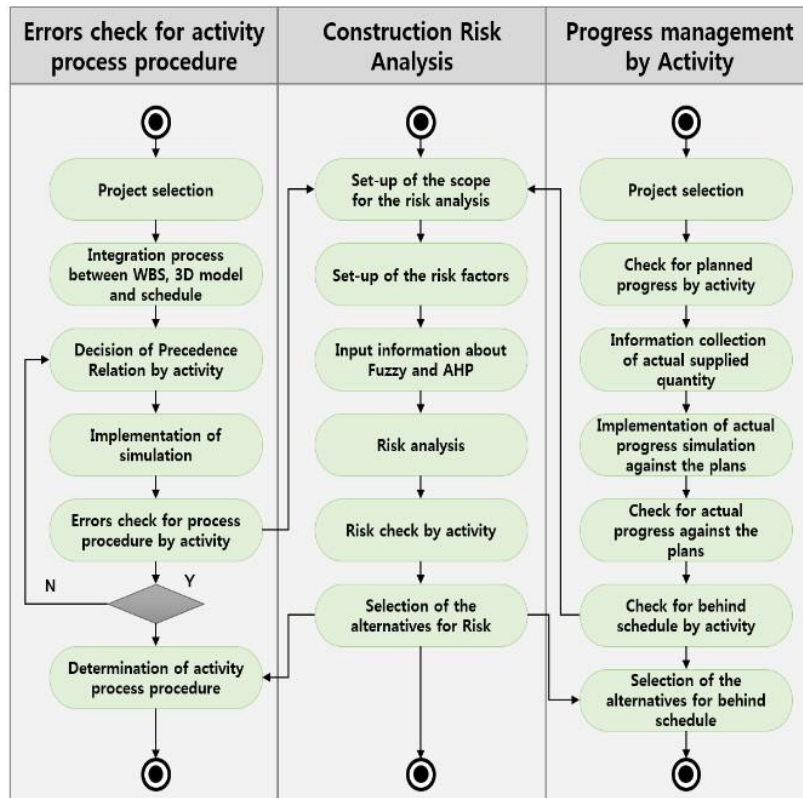 Errors check for activity
process procedure
Construction Risk
Analysis
Progress management
by Activity
Project selection
Integration process
between WBS, 3D model
and schedule
Decision of Precedence
Relation by activity
Implementation of
simulation
Errors check for process
procedure by activity
N
Y
Determination of activity
process procedure
Set-up of the scope
for the risk analysis
Set-up of the risk factors
Input information about
Fuzzy and AHP
Risk analysis
Risk check by activity
Selection of the
alternatives for Risk
Project selection
Check for planned
progress by activity
Information collection
of actual supplied
quantity
Implementation of actual
progress simulation
against the plans
Check for actual
progress against the
plans
Check for behind
schedule by activity
Selection of the
alternatives for behind
schedule